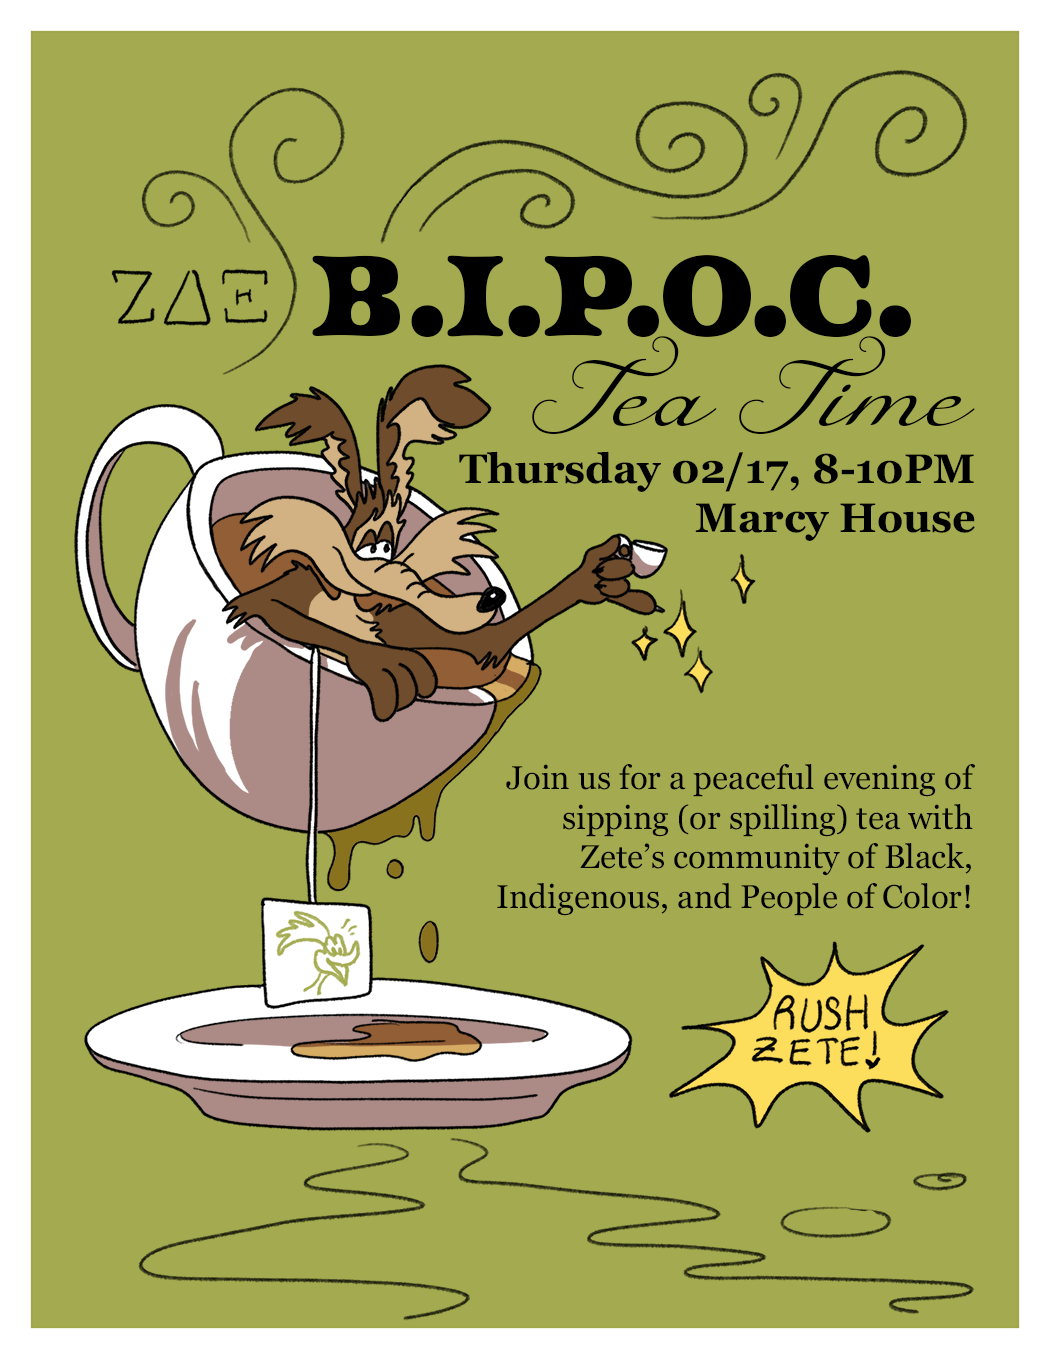 ΖΔΞ B.I.P.O.C.
Tea Time
Thursday 02/17, 8-10PM
Marcy House
Join us for a peaceful evening of
sipping (or spilling) tea with
Zete’s community of Black,
Indigenous, and People of Color!
RUSH
ZETE!